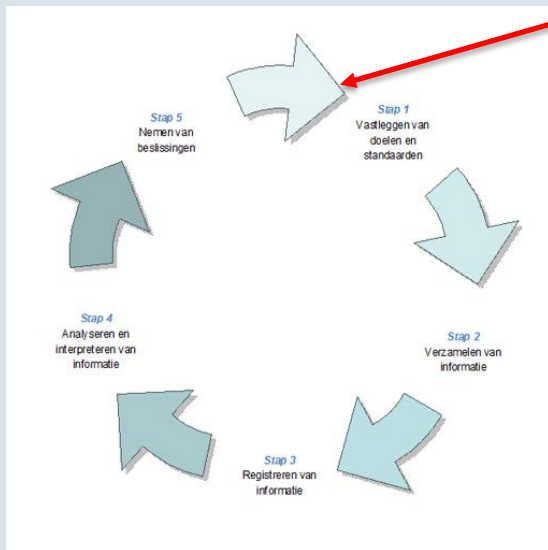 Stap 1
Vastleggen van
doelen en
standaarden
Stap 2
Verzamelen van
informatie
Stap 3
Registreren van
informatie
Stap 4
Analyseren en
interpreteren van
informatie
Stap 5
Nemen van
beslissingen